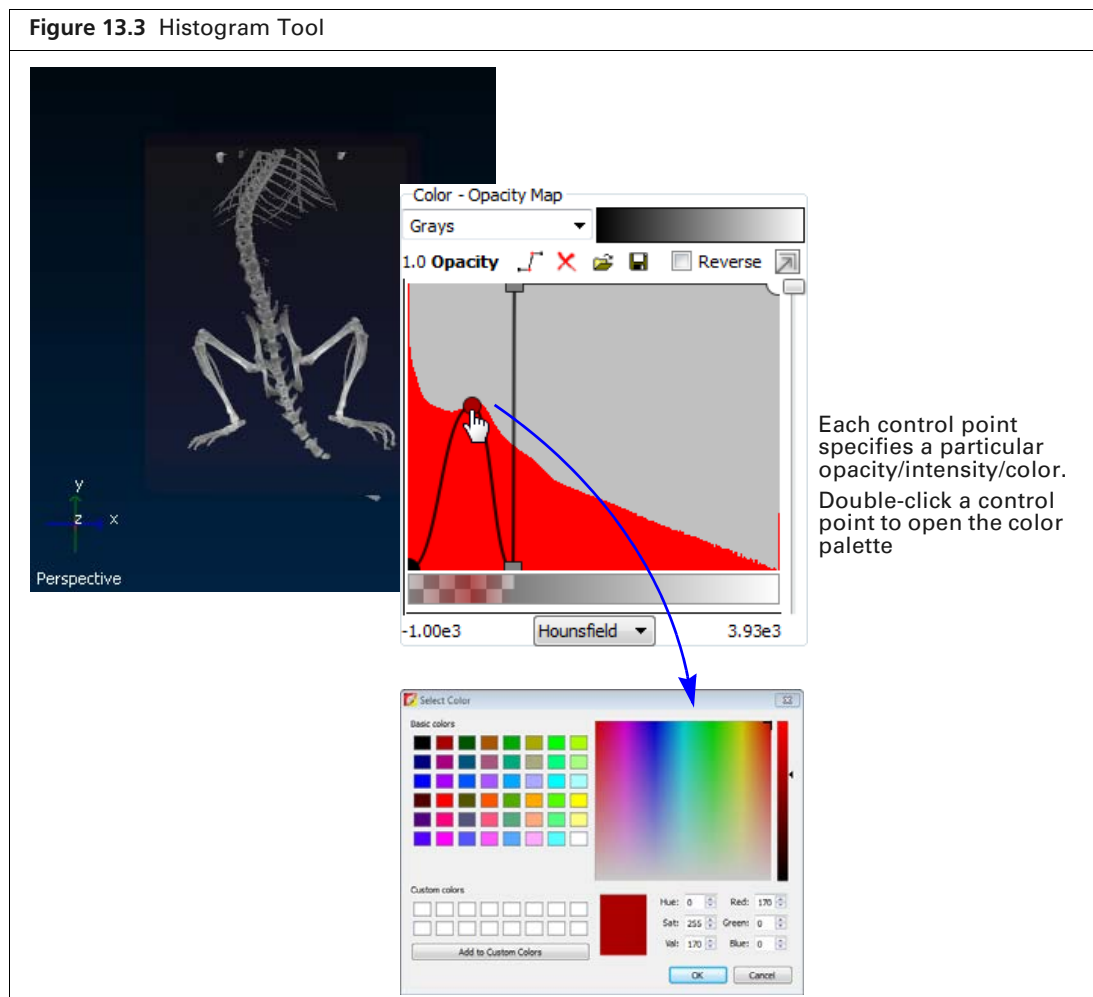 Figure 13.3 Histogram Tool
y
z
x
Perspective
Color - Opacity Map
Grays
1.0 Opacity
Reverse
-1.00e3
Hounsfield
3.93e3
Each control point
specifies a particular
opacity/intensity/color.
Double-click a control
point to open the color
palette
Select Color
Basic colors
Custom colors
Add to Custom Colors
Hue: 0 Red: 170
Sat: 255 Green: 0
Val: 170 Blue: 0
OK Cancel